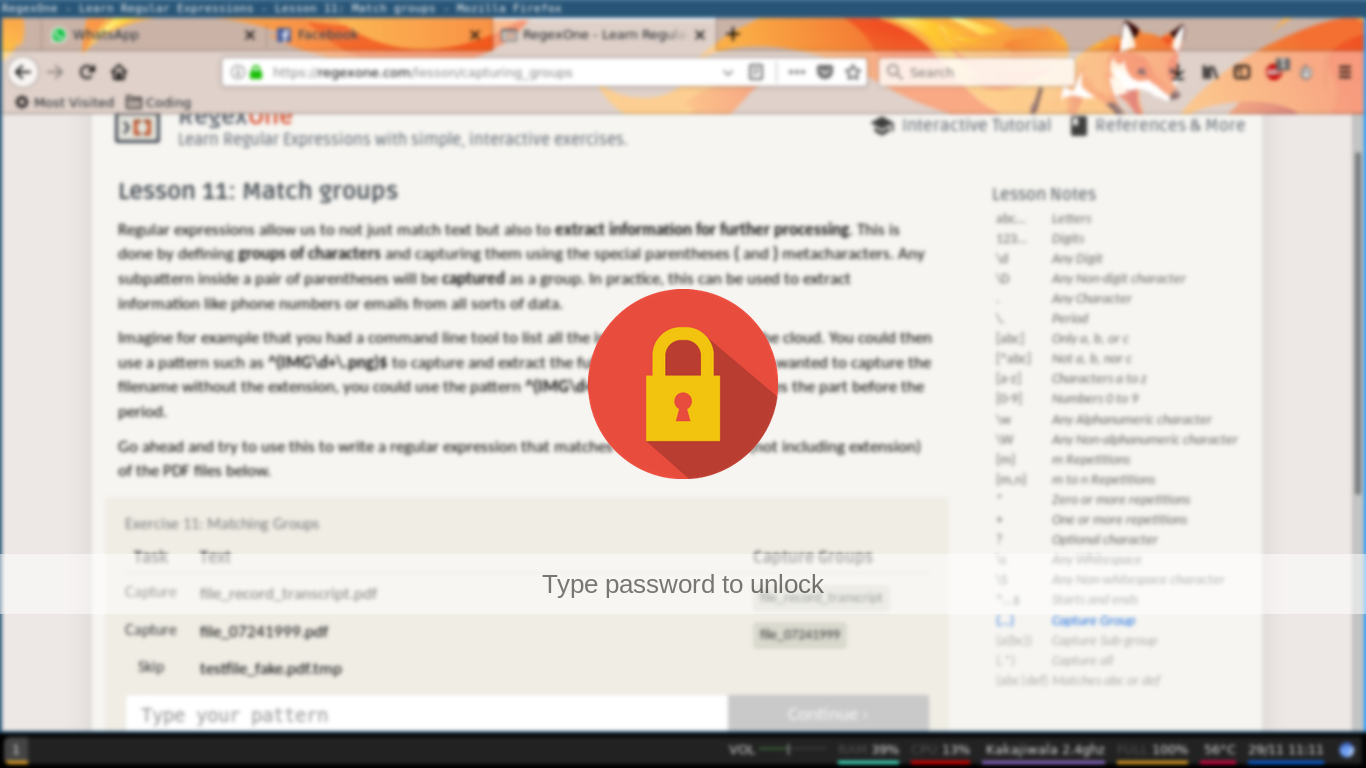 RegexOne - Learn Regular Expressions - Lesson 11: Match groups - Mozilla Firefox
WhatsApp
Facebook
RegexOne - Learn Regul
https://regexone.com/lesson/capturing_groups
Search
Most Visited
Coding
RegexOne
Learn Regular Expressions with simple, interactive exercises.
Interactive Tutorial
References & More
Lesson 11: Match groups
Regular expressions allow us to not just match text but also to extract information for further processing. This is
done by defining groups of characters and capturing them using the special parentheses ( and ) metacharacters. Any
subpattern inside a pair of parentheses will be captured as a group. In practice, this can be used to extract
information like phone numbers or emails from all sorts of data.
Imagine for example that you had a command line tool to list all the cloud. You could then
use a pattern such as ^(IMG\d+\.png)$ to capture and extract the wanted to capture the
filename without the extension, you could use the pattern ^(IMG\d the part before the
period.
Go ahead and try to use this to write a regular expression that matches not including extension)
of the PDF files below.
Exercise 11: Matching Groups
Task Text Capture Groups
Capture file_record_transcript.pdf file_record_transcript
Capture file_07241999.pdf file_07241999
Skip testfile_fake.pdf.tmp
Type your pattern
Continue ›
Lesson Notes
abc... Letters
123... Digits
\d Any Digit
\D Any Non-digit character
. Any Character
\. Period
[abc] Only a, b, or c
[^abc] Not a, b, nor c
[a-z] Characters a to z
[0-9] Numbers 0 to 9
\w Any Alphanumeric character
\W Any Non-alphanumeric character
{m} m Repetitions
{m,n} m to n Repetitions
* Zero or more repetitions
+ One or more repetitions
? Optional character
\s Any Whitespace
\S Any Non-whitespace character
^...$ Starts and ends
(...) Capture Group
(a(bc)) Capture Sub-group
(.*) Capture all
(abc|def) Matches abc or def
Type password to unlock
1
VOL
RAM 39%
CPU 13%
Kakajiwala 2.4ghz
FULL 100%
56°C
29/11 11:11